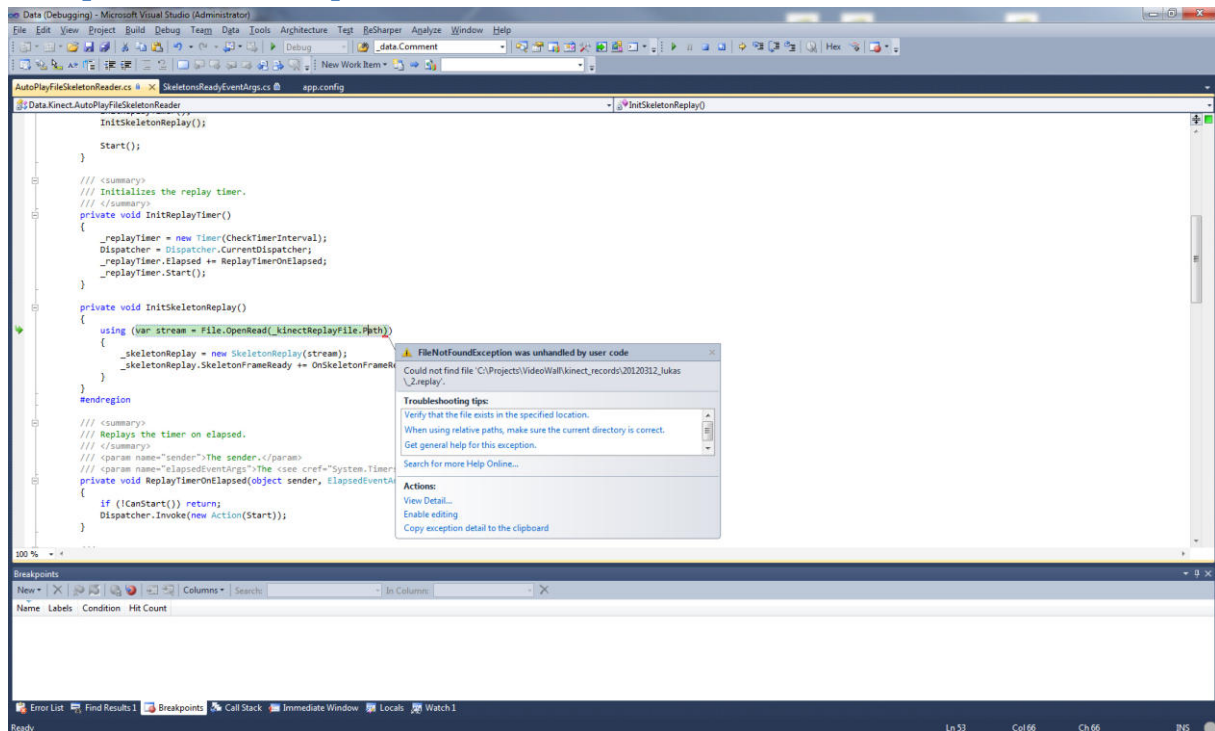 Data (Debugging) - Microsoft Visual Studio (Administrator)
File Edit View Project Build Debug Team Data Tools Architecture Test ReSharper Analyze Window Help
Debug _data.Comment Hex
New Work Item
AutoPlayFileSkeletonReader.cs SkeletonsReadyEventArgs.cs app.config
Data.Kinect.AutoPlayFileSkeletonReader InitSkeletonReplay()
InitSkeletonReplay();
Start();
}
/// <summary>
/// Initializes the replay timer.
/// </summary>
private void InitReplayTimer()
{
_replayTimer = new Timer(CheckTimerInterval);
Dispatcher = Dispatcher.CurrentDispatcher;
_replayTimer.Elapsed += ReplayTimerOnElapsed;
_replayTimer.Start();
}
private void InitSkeletonReplay()
{
using (var stream = File.OpenRead(_kinectReplayFile.Path))
{
_skeletonReplay = new SkeletonReplay(stream);
_skeletonReplay.SkeletonFrameReady += OnSkeletonFrameRe
}
}
#endregion
/// <summary>
/// Replays the timer on elapsed.
/// </summary>
/// <param name="sender">The sender.</param>
/// <param name="elapsedEventArgs">The <see cref="System.Timers
private void ReplayTimerOnElapsed(object sender, ElapsedEventAr
{
if (!CanStart()) return;
Dispatcher.Invoke(new Action(Start));
}
FileNotFoundException was unhandled by user code
Could not find file 'C:\Projects\VideoWall\kinect_records\20120312_lukas
\_2.replay'.
Troubleshooting tips:
Verify that the file exists in the specified location.
When using relative paths, make sure the current directory is correct.
Get general help for this exception.
Search for more Help Online...
Actions:
View Detail...
Enable editing
Copy exception detail to the clipboard
100 %
Breakpoints
New Columns Search: In Column:
Name Labels Condition Hit Count
Error List Find Results 1 Breakpoints Call Stack Immediate Window Locals Watch 1
Ready Ln 53 Col 66 Ch 66 INS